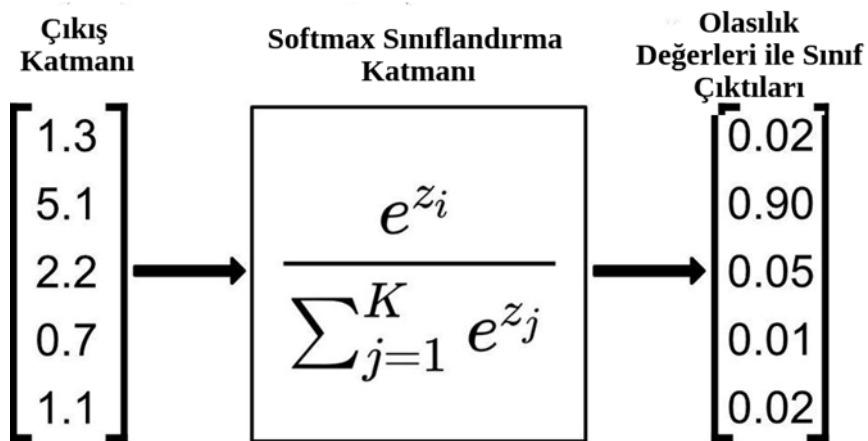 Çıkış
Katmanı
1.3
5.1
2.2
0.7
1.1
Softmax Sınıflandırma
Katmanı
e^{z_i}
∑_{j=1}^{K} e^{z_j}
Olasılık
Değerleri ile Sınıf
Çıktıları
0.02
0.90
0.05
0.01
0.02